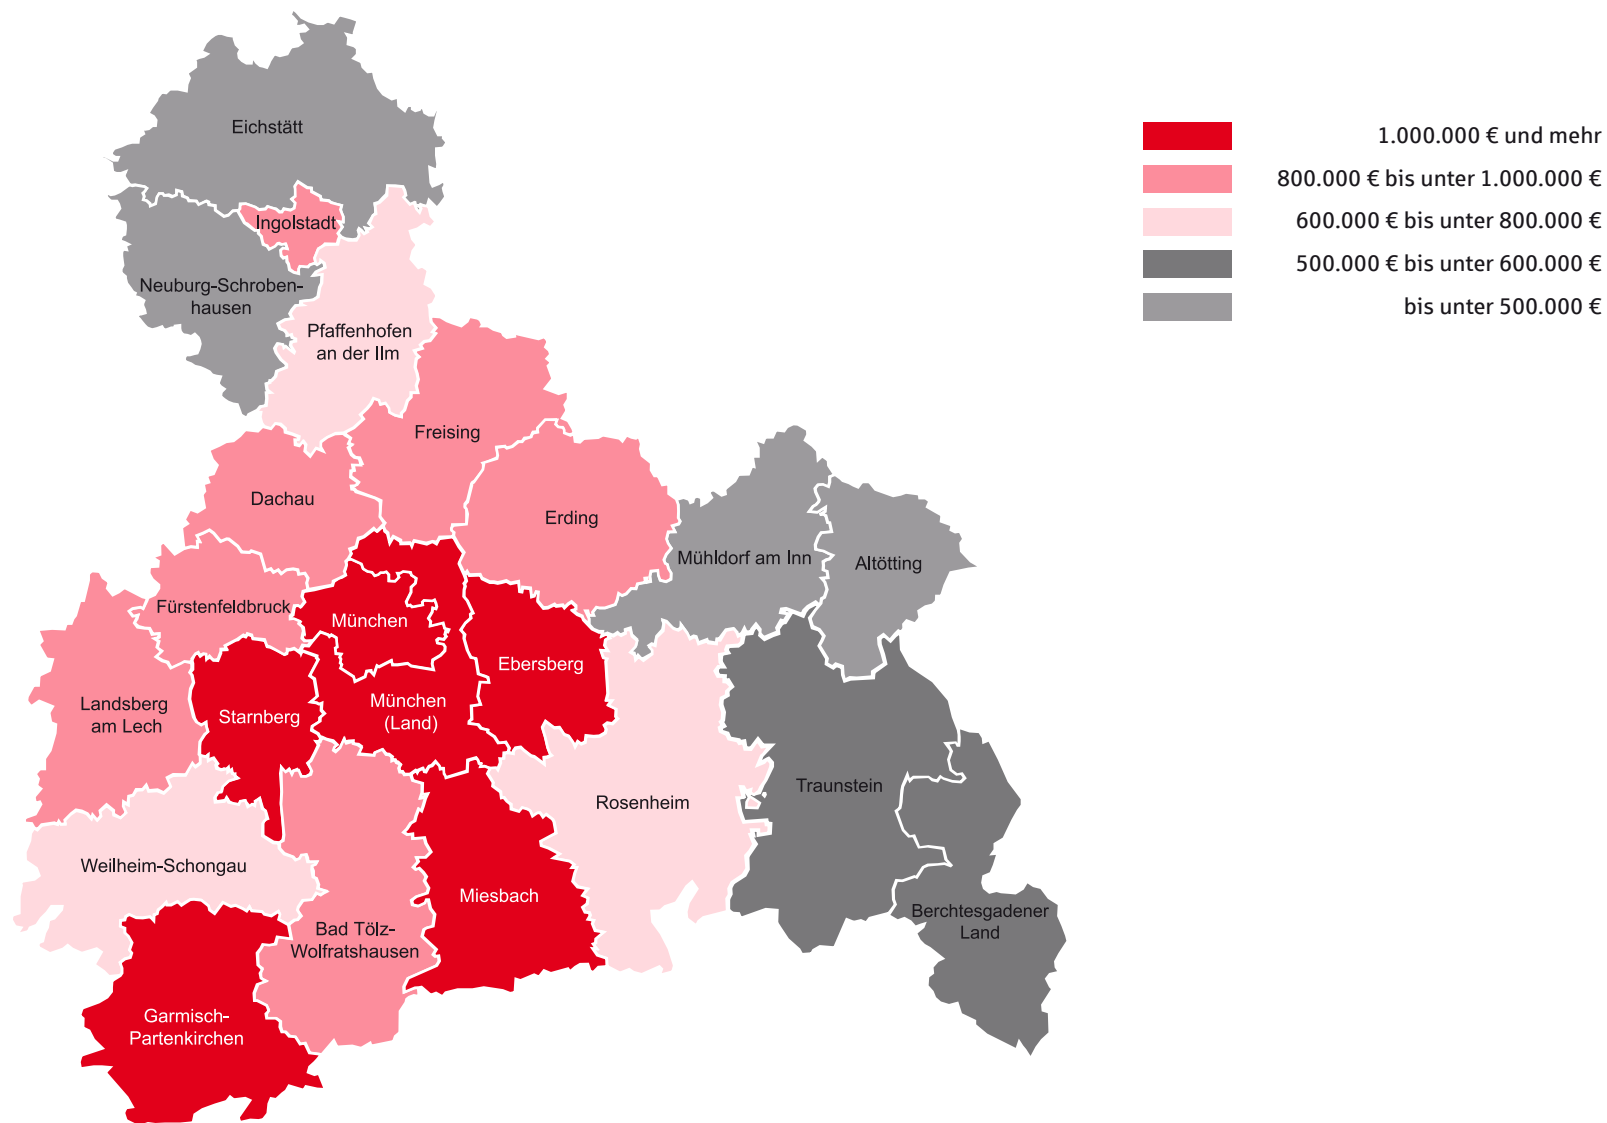 Eichstätt
1.000.000 € und mehr
800.000 € bis unter 1.000.000 €
600.000 € bis unter 800.000 €
500.000 € bis unter 600.000 €
bis unter 500.000 €
Ingolstadt
Neuburg-Schroben-
hausen
Pfaffenhofen
an der Ilm
Freising
Dachau
Erding
Mühldorf am Inn
Altötting
Fürstenfeldbruck
München
Ebersberg
Landsberg
am Lech
Starnberg
München
(Land)
Traunstein
Rosenheim
Weilheim-Schongau
Miesbach
Bad Tölz-
Wolfratshausen
Berchtesgadener
Land
Garmisch-
Partenkirchen